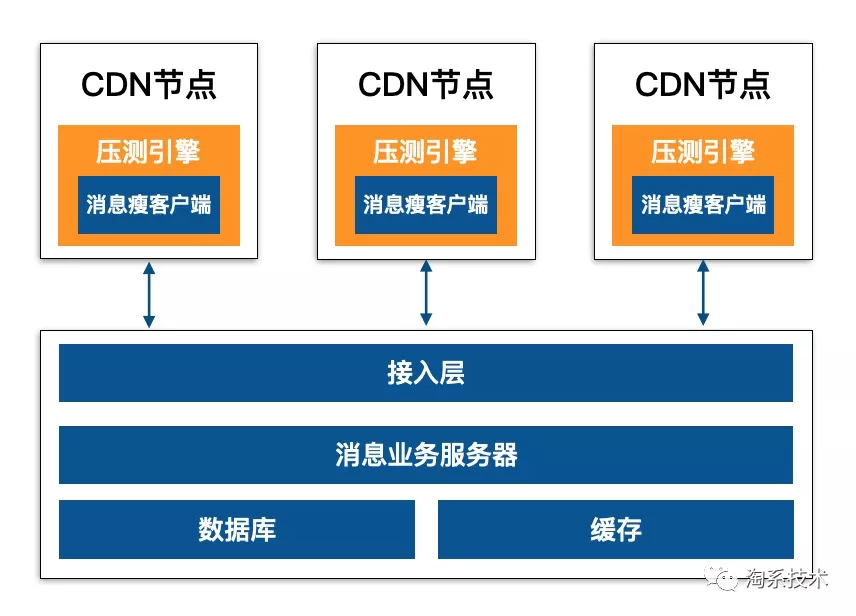 CDN节点
CDN节点
CDN节点
压测引擎
压测引擎
压测引擎
消息瘦客户端
消息瘦客户端
消息瘦客户端
接入层
消息业务服务器
数据库
缓存
淘系技术